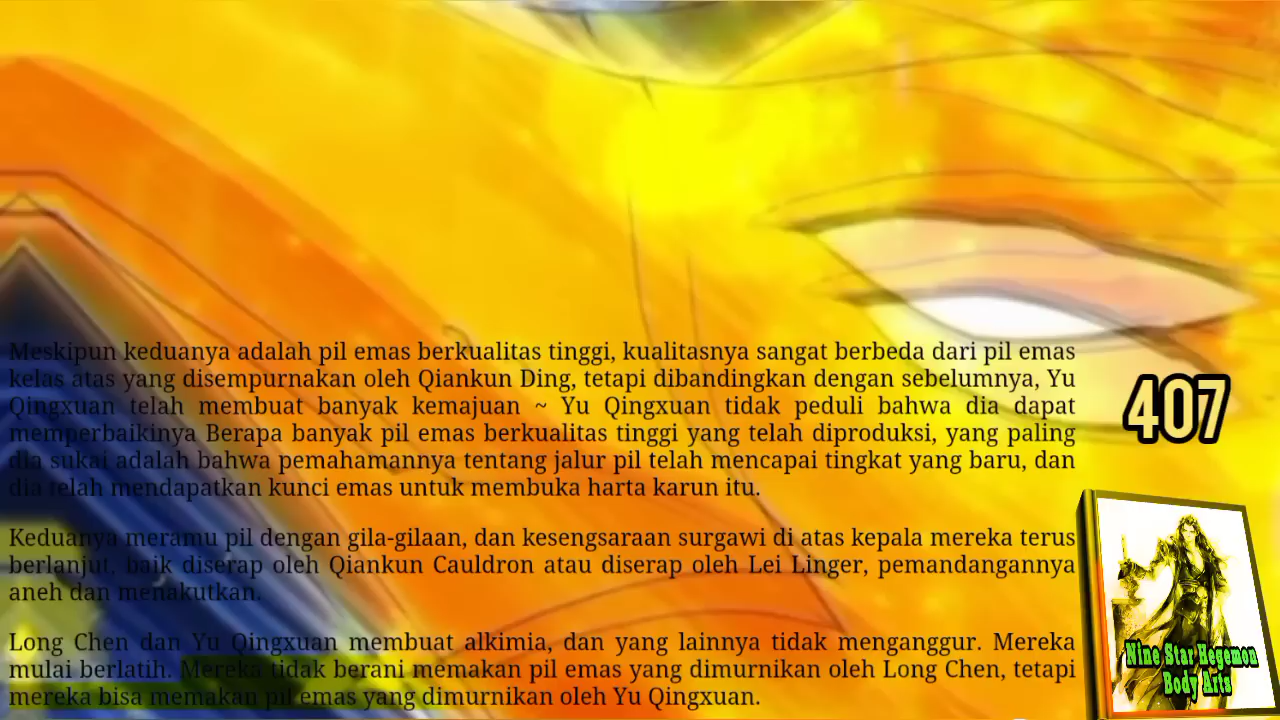 Meskipun keduanya adalah pil emas berkualitas tinggi, kualitasnya sangat berbeda dari pil emas
kelas atas yang disempurnakan oleh Qiankun Ding, tetapi dibandingkan dengan sebelumnya, Yu
Qingxuan telah membuat banyak kemajuan ~ Yu Qingxuan tidak peduli bahwa dia dapat
memperbaikinya Berapa banyak pil emas berkualitas tinggi yang telah diproduksi, yang paling
dia sukai adalah bahwa pemahamannya tentang jalur pil telah mencapai tingkat yang baru, dan
dia telah mendapatkan kunci emas untuk membuka harta karun itu.
Keduanya meramu pil dengan gila-gilaan, dan kesengsaraan surgawi di atas kepala mereka terus
berlanjut, baik diserap oleh Qiankun Cauldron atau diserap oleh Lei Linger, pemandangannya
aneh dan menakutkan.
Long Chen dan Yu Qingxuan membuat alkimia, dan yang lainnya tidak menganggur. Mereka
mulai berlatih. Mereka tidak berani memakan pil emas yang dimurnikan oleh Long Chen, tetapi
mereka bisa memakan pil emas yang dimurnikan oleh Yu Qingxuan.
407
Nine Star Hegemon
Body Arts